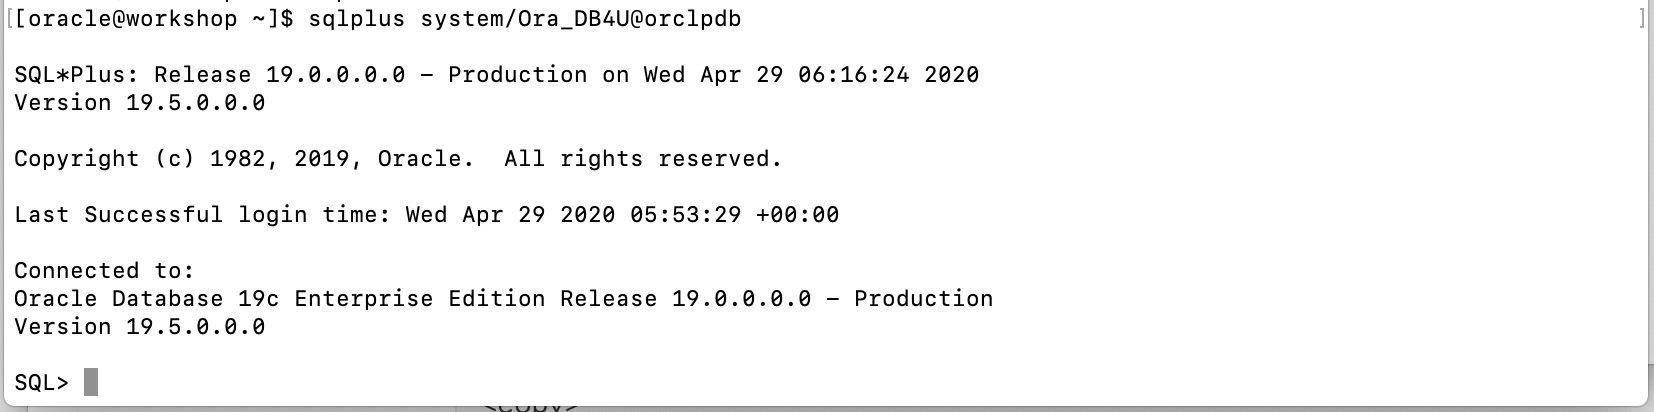 [[oracle@workshop ~]$ sqlplus system/Ora_DB4U@orclpdb ]
SQL*Plus: Release 19.0.0.0.0 – Production on Wed Apr 29 06:16:24 2020
Version 19.5.0.0.0
Copyright (c) 1982, 2019, Oracle.  All rights reserved.
Last Successful login time: Wed Apr 29 2020 05:53:29 +00:00
Connected to:
Oracle Database 19c Enterprise Edition Release 19.0.0.0.0 – Production
Version 19.5.0.0.0
SQL>
<copy>